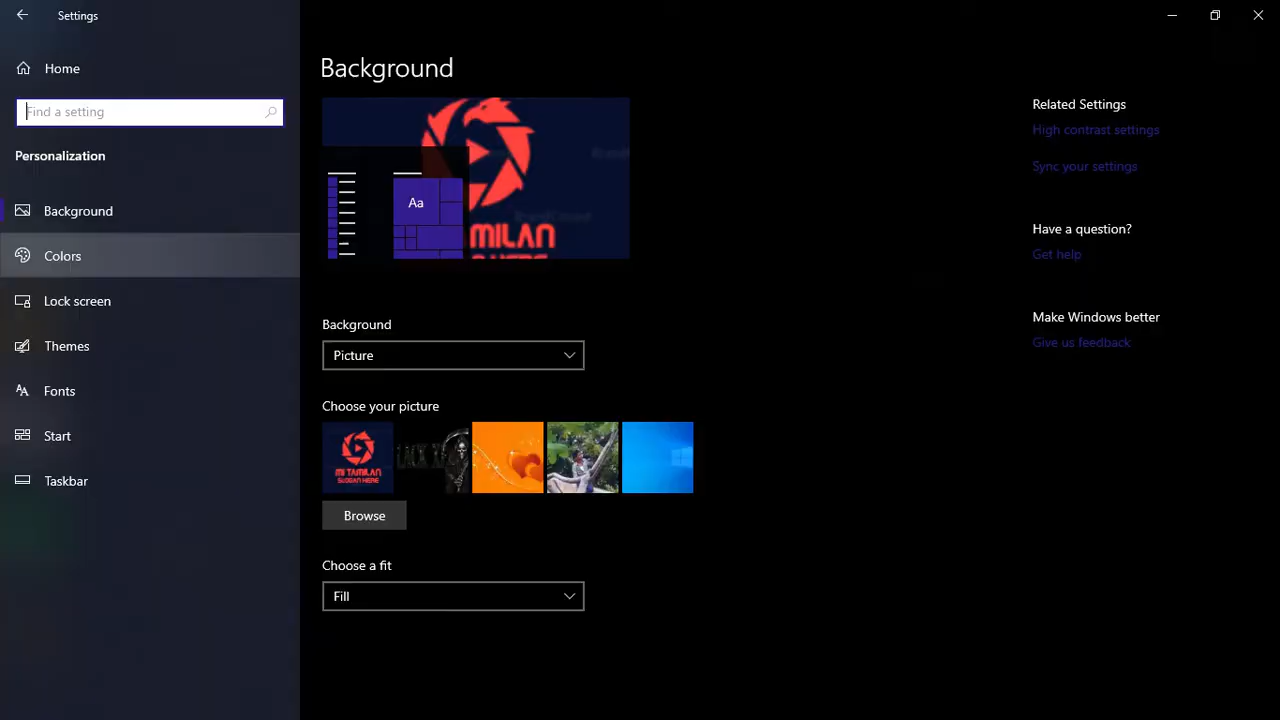 Settings
Home
Find a setting
Personalization
Background
Colors
Lock screen
Themes
Fonts
Start
Taskbar
Background
Aa
MILAN
Background
Picture
Choose your picture
MI TAMILAN
SLOGAN HERE
Browse
Choose a fit
Fill
Related Settings
High contrast settings
Sync your settings
Have a question?
Get help
Make Windows better
Give us feedback